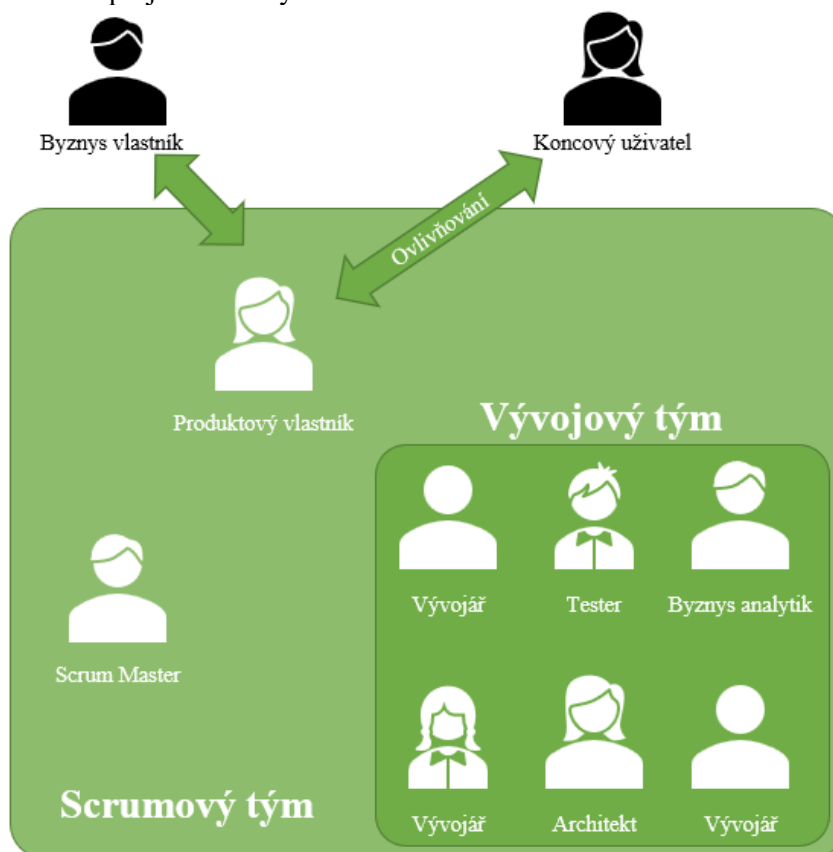 Byznys vlastník
Koncový uživatel
Ovlivňování
Produktový vlastník
Vývojový tým
Vývojář
Tester
Byznys analytik
Scrum Master
Vývojář
Architekt
Vývojář
Scrumový tým